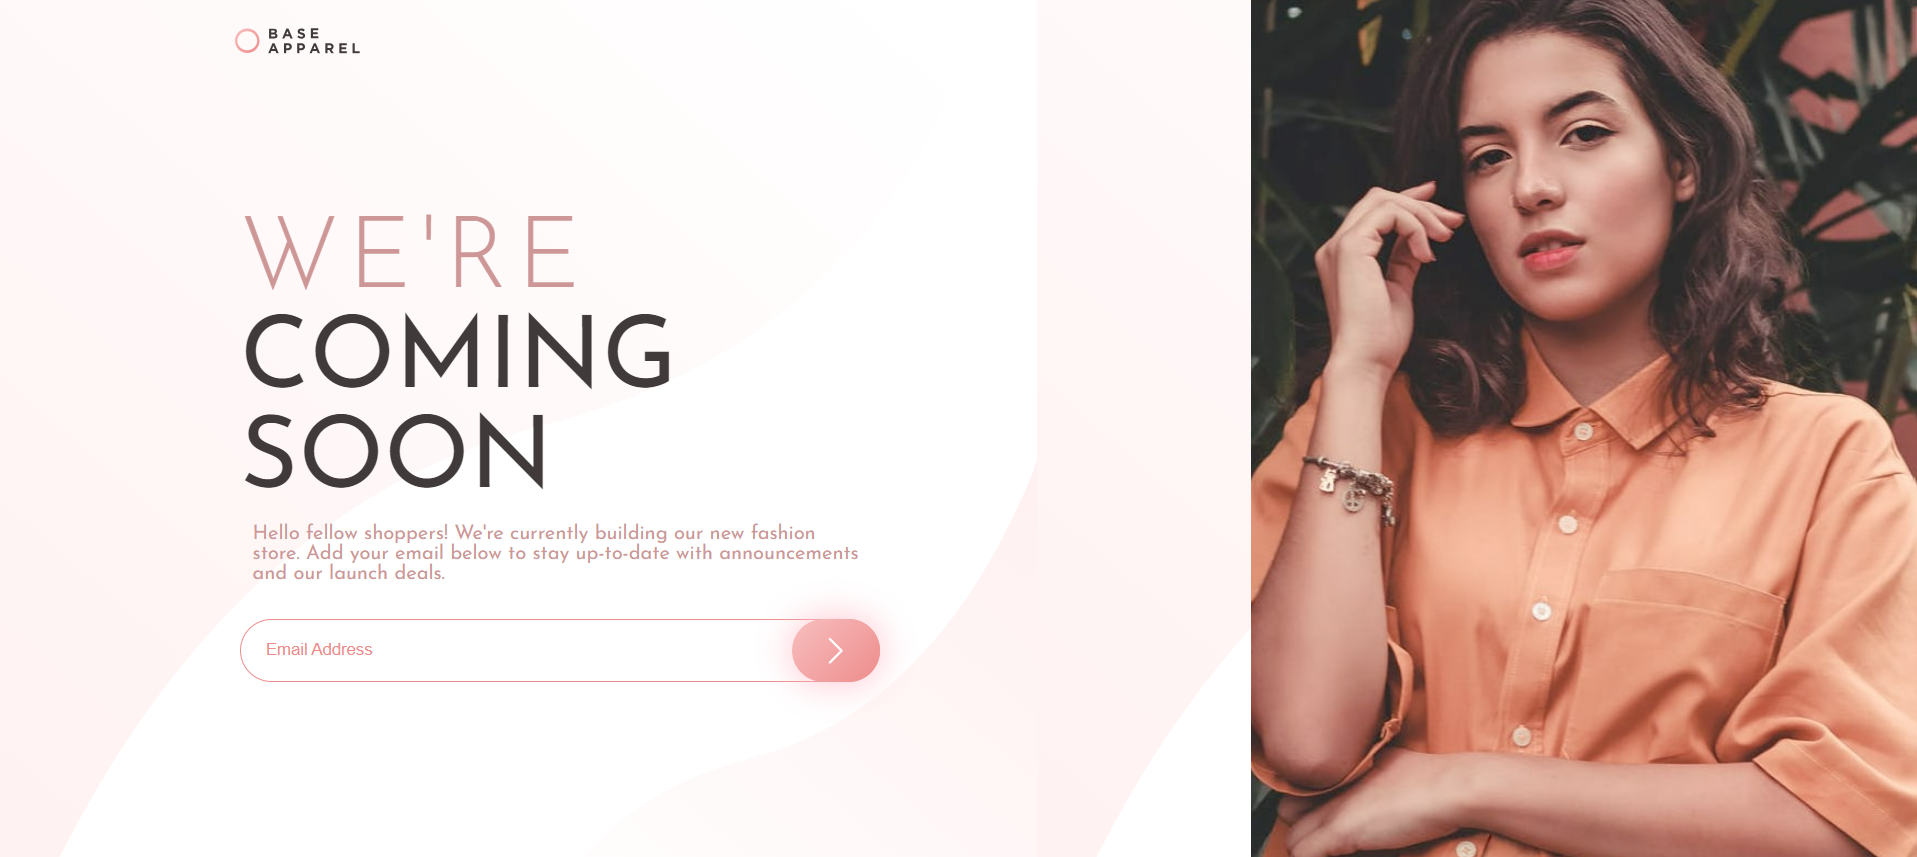 BASE
APPAREL
WE'RE
COMING
SOON
Hello fellow shoppers! We're currently building our new fashion
store. Add your email below to stay up-to-date with announcements
and our launch deals.
Email Address